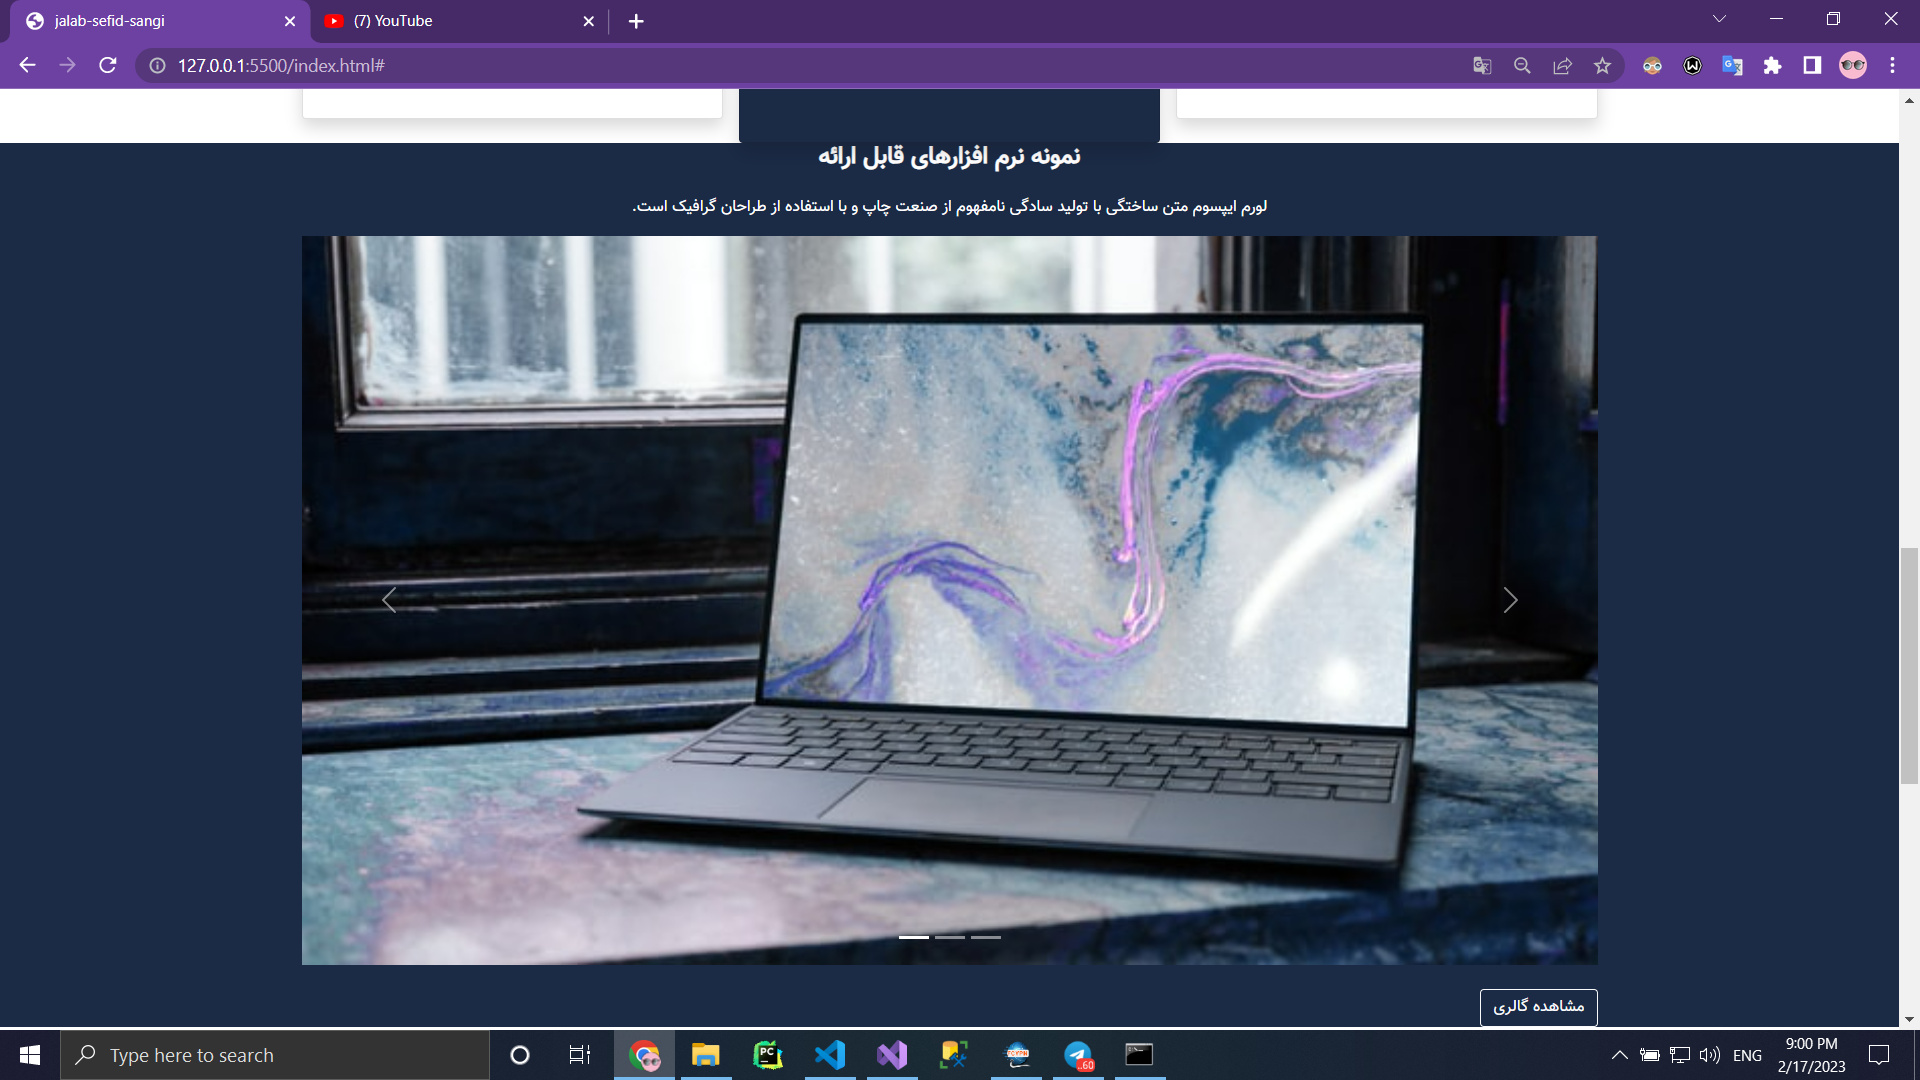 jalab-sefid-sangi
(7) YouTube
127.0.0.1:5500/index.html#
نمونه نرم افزارهای قابل ارائه
لورم ایپسوم متن ساختگی با تولید سادگی نامفهوم از صنعت چاپ و با استفاده از طراحان گرافیک است.
مشاهده گالری
Type here to search
PC
..60
ENG
9:00 PM
2/17/2023